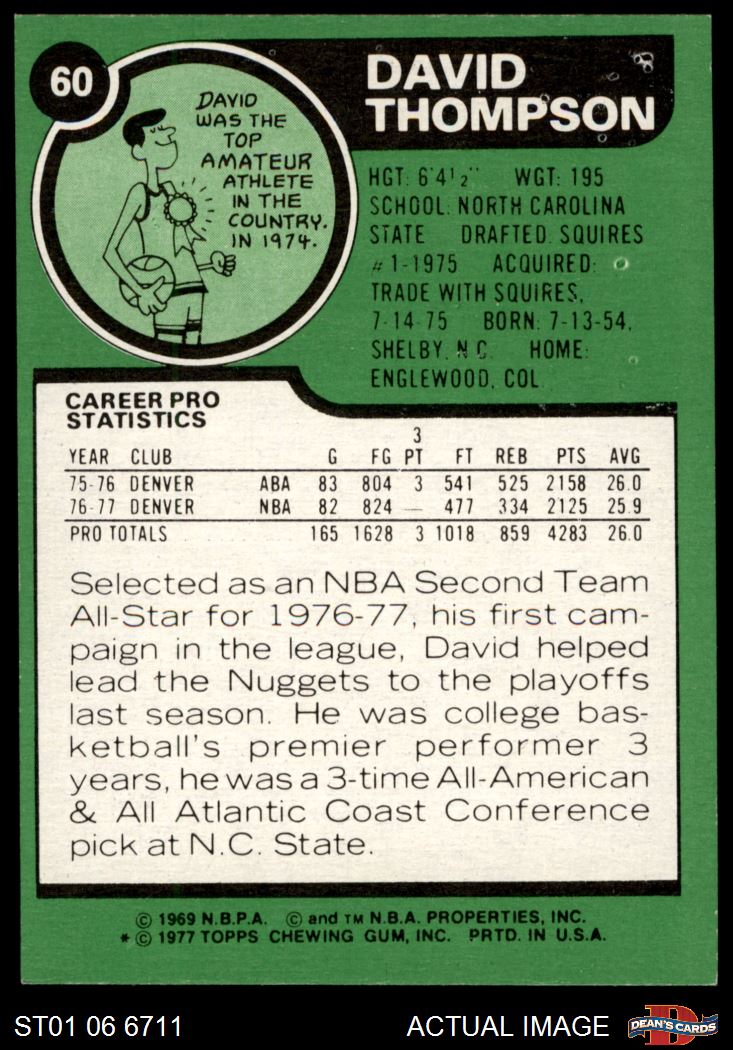 60
DAVID
THOMPSON
DAVID
WAS THE
TOP
AMATEUR
ATHLETE
IN THE
COUNTRY.
IN 1974.
HGT: 6'4 1/2" WGT: 195
SCHOOL: NORTH CAROLINA
STATE DRAFTED: SQUIRES
#1-1975 ACQUIRED:
TRADE WITH SQUIRES,
7-14-75 BORN: 7-13-54,
SHELBY, N.C. HOME:
ENGLEWOOD, COL.
CAREER PRO
STATISTICS
3
YEAR CLUB G FG PT FT REB PTS AVG
75-76 DENVER ABA 83 804 3 541 525 2158 26.0
76-77 DENVER NBA 82 824 — 477 334 2125 25.9
PRO TOTALS 165 1628 3 1018 859 4283 26.0
Selected as an NBA Second Team
All-Star for 1976-77, his first cam-
paign in the league, David helped
lead the Nuggets to the playoffs
last season. He was college bas-
ketball's premier performer 3
years, he was a 3-time All-American
& All Atlantic Coast Conference
pick at N.C. State.
© 1969 N.B.P.A. © and TM N.B.A. PROPERTIES, INC.
* © 1977 TOPPS CHEWING GUM, INC. PRTD. IN U.S.A.
ST01 06 6711 ACTUAL IMAGE D DEAN'S CARDS